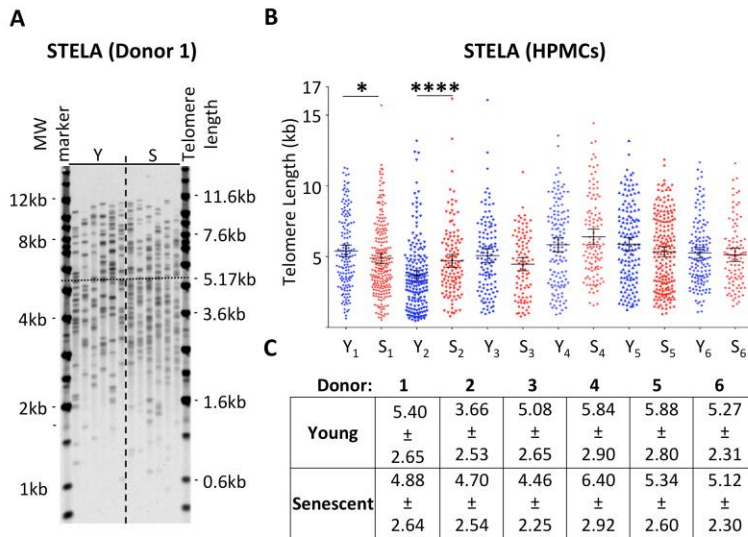 A
STELA (Donor 1)
MW
marker
Telomere
length
Y
S
12kb
8kb
4kb
2kb
1kb
11.6kb
7.6kb
5.17kb
3.6kb
1.6kb
0.6kb
B
STELA (HPMCs)
Telomere Length (kb)
17
15
10
5
*
****
Y₁ S₁ Y₂ S₂ Y₃ S₃ Y₄ S₄ Y₅ S₅ Y₆ S₆
C
Donor: 1 2 3 4 5 6
Young
5.40 3.66 5.08 5.84 5.88 5.27
± ± ± ± ± ±
2.65 2.53 2.65 2.90 2.80 2.31
Senescent
4.88 4.70 4.46 6.40 5.34 5.12
± ± ± ± ± ±
2.64 2.54 2.25 2.92 2.60 2.30